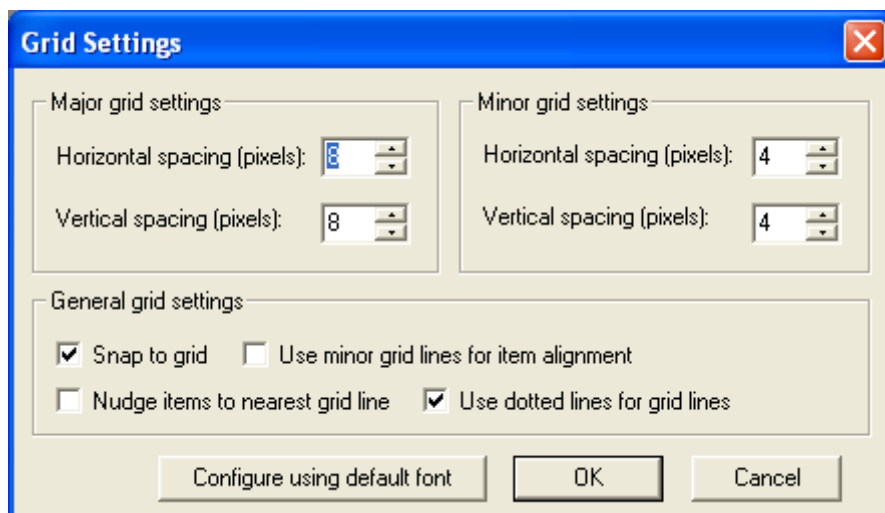 Grid Settings
Major grid settings
Horizontal spacing (pixels): 8
Vertical spacing (pixels): 8
Minor grid settings
Horizontal spacing (pixels): 4
Vertical spacing (pixels): 4
General grid settings
Snap to grid Use minor grid lines for item alignment
Nudge items to nearest grid line Use dotted lines for grid lines
Configure using default font OK Cancel